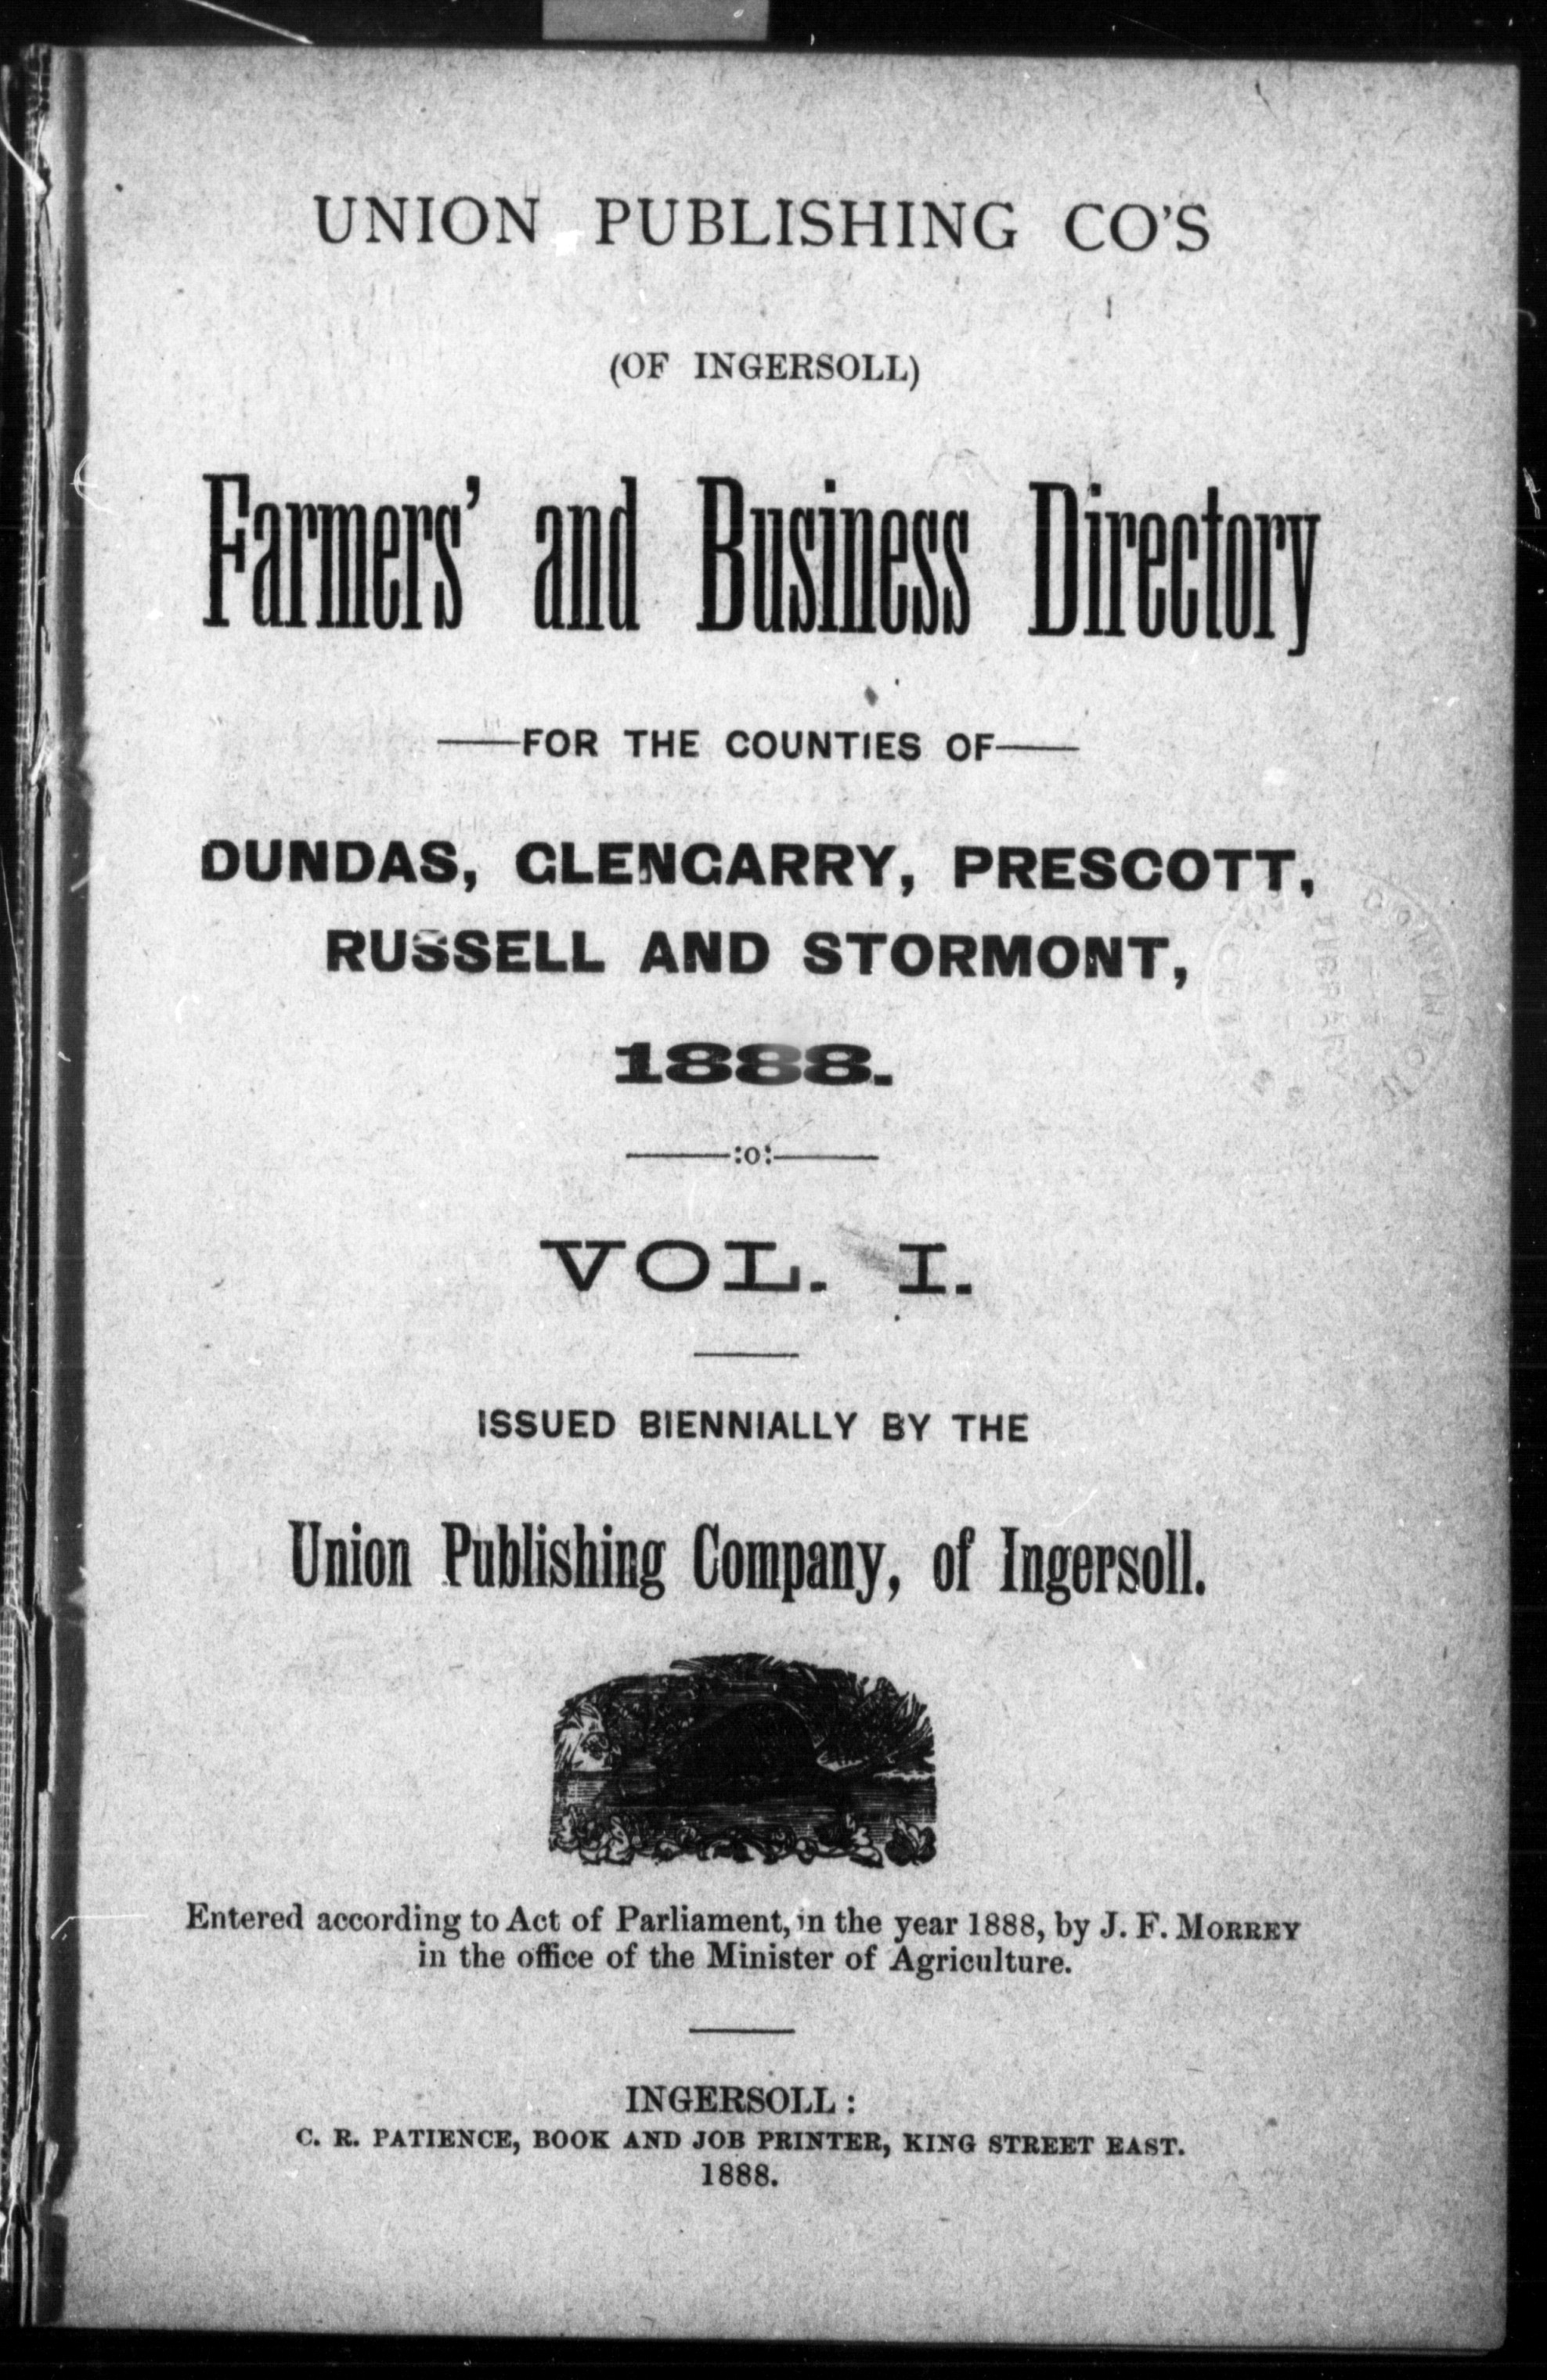 UNION PUBLISHING CO'S
(OF INGERSOLL)
Farmers' and Business Directory
——FOR THE COUNTIES OF——
DUNDAS, GLENGARRY, PRESCOTT,
RUSSELL AND STORMONT,
1888.
——:o:——
VOL. I.
ISSUED BIENNIALLY BY THE
Union Publishing Company, of Ingersoll.
Entered according to Act of Parliament, in the year 1888, by J. F. MORREY
in the office of the Minister of Agriculture.
INGERSOLL:
C. R. PATIENCE, BOOK AND JOB PRINTER, KING STREET EAST.
1888.